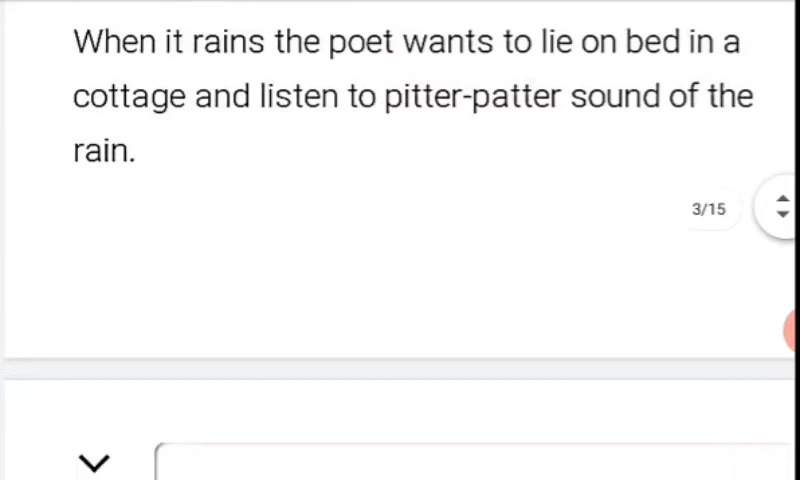 When it rains the poet wants to lie on bed in a
cottage and listen to pitter-patter sound of the
rain.
3/15